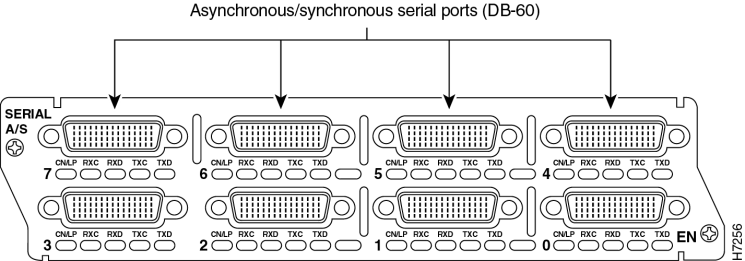 Asynchronous/synchronous serial ports (DB-60)
SERIAL
A/S
CN/LP RXC RXD TXC TXD
7
CN/LP RXC RXD TXC TXD
6
CN/LP RXC RXD TXC TXD
5
CN/LP RXC RXD TXC TXD
4
CN/LP RXC RXD TXC TXD
3
CN/LP RXC RXD TXC TXD
2
CN/LP RXC RXD TXC TXD
1
CN/LP RXC RXD TXC TXD
0
EN
H7256